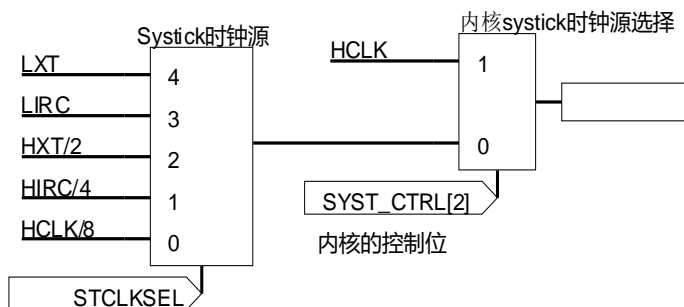 Systick时钟源
内核systick时钟源选择
LXT
4
HCLK
1
LIRC
3
HXT/2
2
0
HIRC/4
1
SYST_CTRL[2]
HCLK/8
0
内核的控制位
STCLKSEL